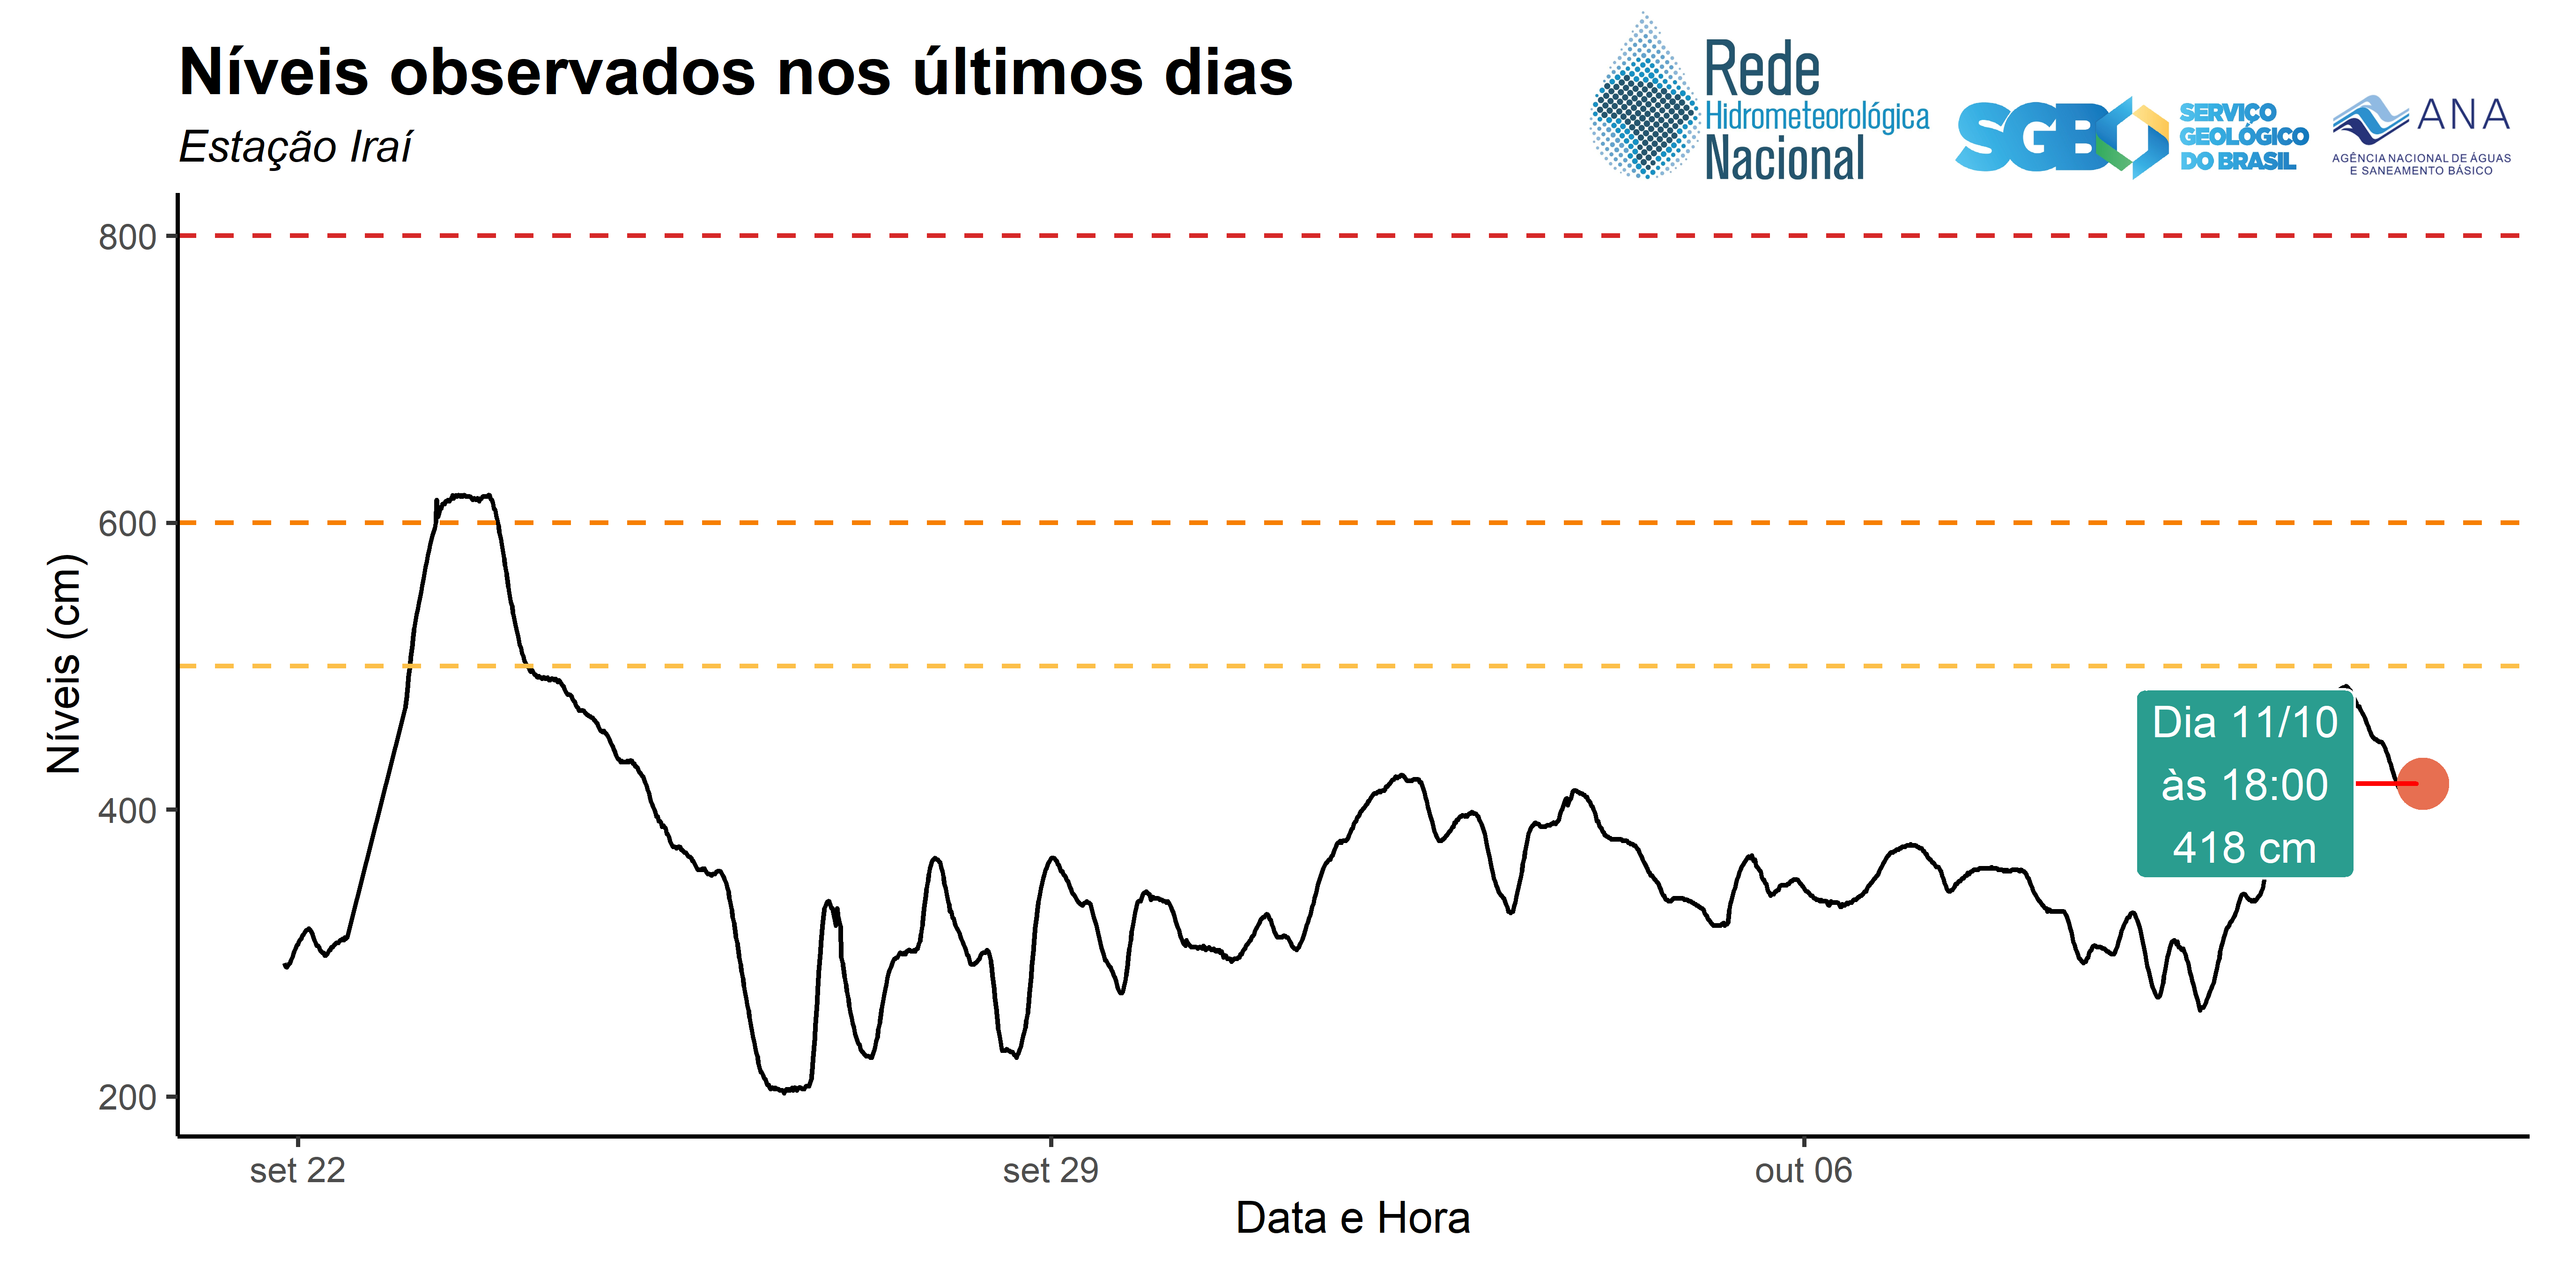 Níveis observados nos últimos dias
Estação Iraí
Rede
Hidrometeorológica
Nacional
SGB
SERVIÇO
GEOLÓGICO
DO BRASIL
ANA
AGÊNCIA NACIONAL DE ÁGUAS
E SANEAMENTO BÁSICO
800
600
400
200
Níveis (cm)
Dia 11/10
às 18:00
418 cm
set 22
set 29
out 06
Data e Hora